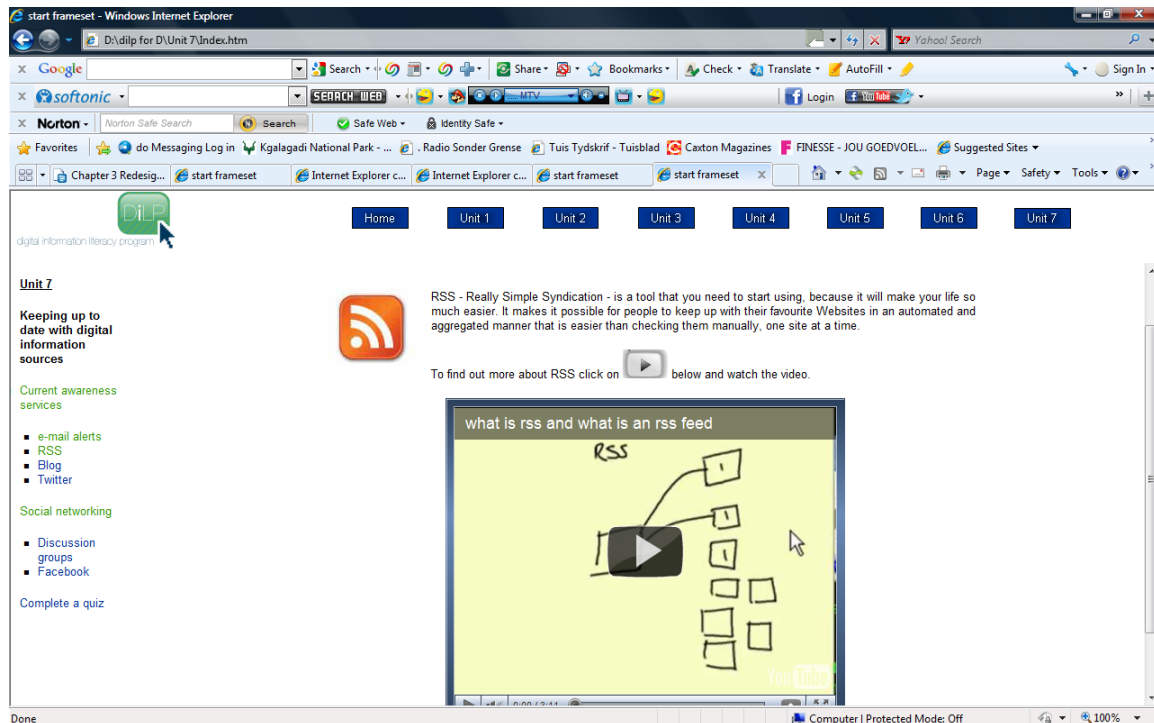 start frameset - Windows Internet Explorer
D:\dilp for D\Unit 7\Index.htm
Yahoo! Search
x Google Search Share Bookmarks Check Translate AutoFill Sign In
x softonic SEARCH WEB MTV Login YouTube »
x Norton Norton Safe Search Search Safe Web Identity Safe
Favorites do Messaging Log in Kgalagadi National Park - ... . Radio Sonder Grense Tuis Tydskrif - Tuisblad Caxton Magazines FINESSE - JOU GOEDVOEL... Suggested Sites
Chapter 3 Redesig... start frameset Internet Explorer c... Internet Explorer c... start frameset start frameset x Page Safety Tools
DiLP
digital information literacy program
Home Unit 1 Unit 2 Unit 3 Unit 4 Unit 5 Unit 6 Unit 7
Unit 7
Keeping up to
date with digital
information
sources
Current awareness
services
e-mail alerts
RSS
Blog
Twitter
Social networking
Discussion
groups
Facebook
Complete a quiz
RSS - Really Simple Syndication - is a tool that you need to start using, because it will make your life so
much easier. It makes it possible for people to keep up with their favourite Websites in an automated and
aggregated manner that is easier than checking them manually, one site at a time.
To find out more about RSS click on below and watch the video.
what is rss and what is an rss feed
RSS
1
1
1
YouTube
0:00 / 3:11
Done
Computer | Protected Mode: Off
100%